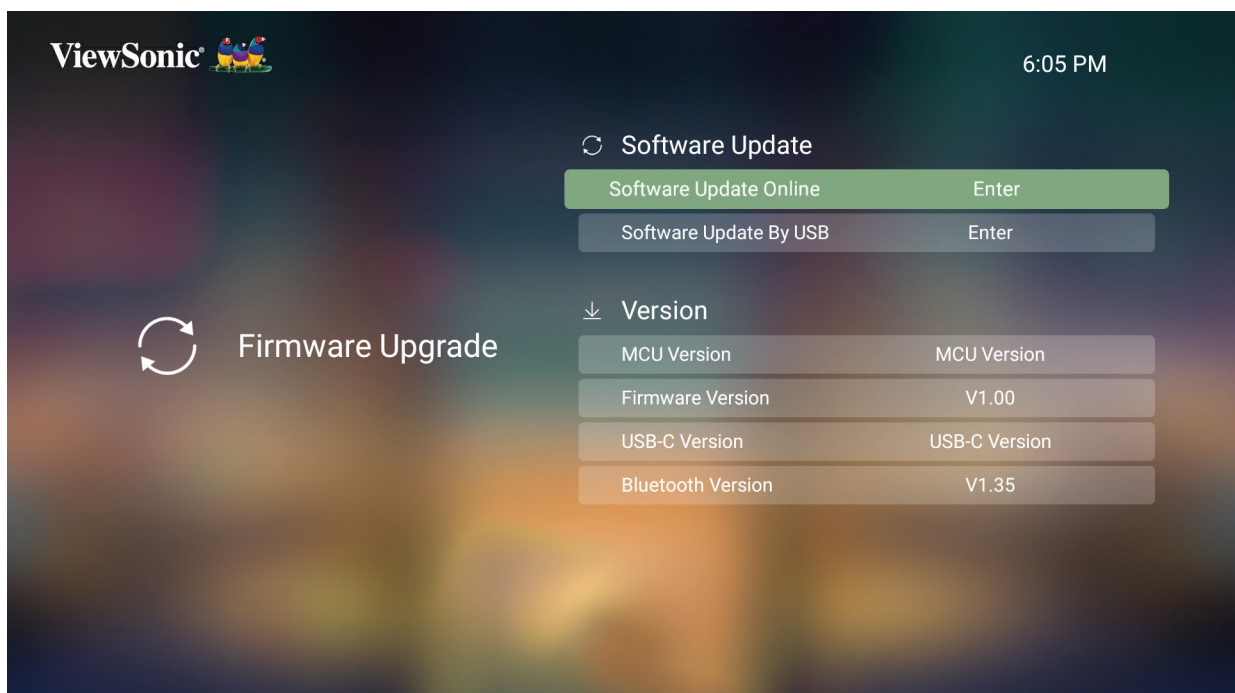 ViewSonic
6:05 PM
Software Update
Software Update Online Enter
Software Update By USB Enter
Firmware Upgrade
Version
MCU Version MCU Version
Firmware Version V1.00
USB-C Version USB-C Version
Bluetooth Version V1.35